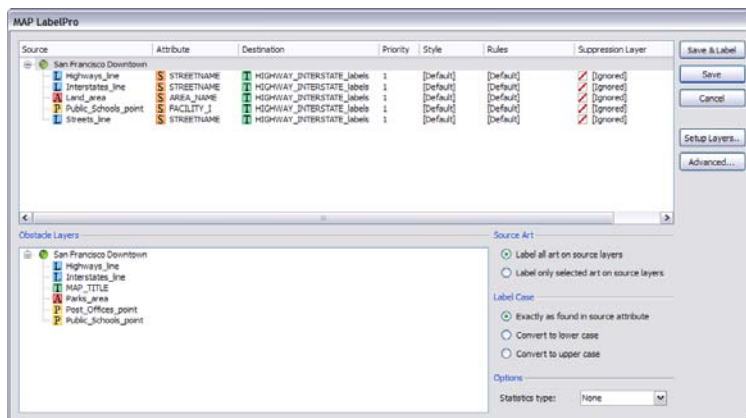 MAP LabelPro
Source Attribute Destination Priority Style Rules Suppression Layer
San Francisco Downtown
L Highways_line S STREETNAME T HIGHWAY_INTERSTATE_labels 1 [Default] [Default] [Ignored]
L Interstates_line S STREETNAME T HIGHWAY_INTERSTATE_labels 1 [Default] [Default] [Ignored]
A Land_area S AREA_NAME T HIGHWAY_INTERSTATE_labels 1 [Default] [Default] [Ignored]
P Public_Schools_point S FACILITY_I T HIGHWAY_INTERSTATE_labels 1 [Default] [Default] [Ignored]
L Streets_line S STREETNAME T HIGHWAY_INTERSTATE_labels 1 [Default] [Default] [Ignored]
Save & Label
Save
Cancel
Setup Layers...
Advanced...
Obstacle Layers
San Francisco Downtown
L Highways_line
L Interstates_line
T MAP_TITLE
A Parks_area
P Post_Offices_point
P Public_Schools_point
Source Art
Label all art on source layers
Label only selected art on source layers
Label Case
Exactly as found in source attribute
Convert to lower case
Convert to upper case
Options
Statistics type: None